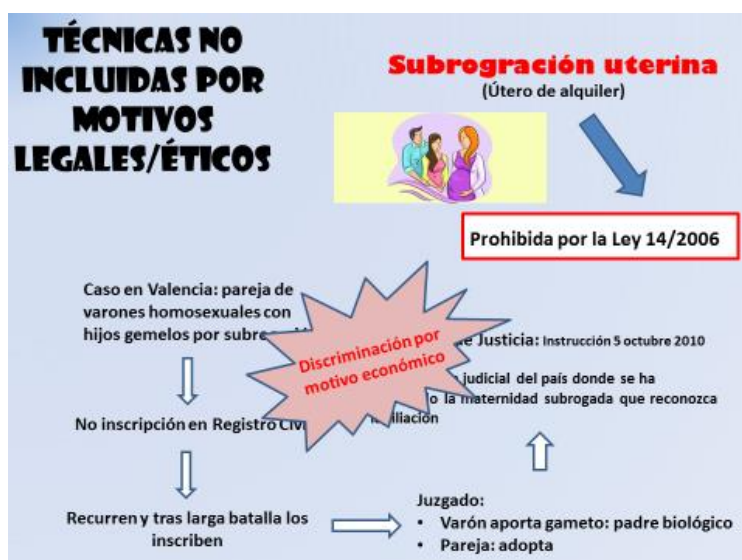 TÉCNICAS NO
INCLUIDAS POR
MOTIVOS
LEGALES/ÉTICOS
Subrogración uterina
(Útero de alquiler)
Prohibida por la Ley 14/2006
Caso en Valencia: pareja de
varones homosexuales con
hijos gemelos por
Discriminación por
motivo económico
de Justicia: Instrucción 5 octubre 2010
judicial del país donde se ha
la maternidad subrogada que reconozca
No inscripción en Registro
Recurren y tras larga batalla los
inscriben
Juzgado:
• Varón aporta gameto: padre biológico
• Pareja: adopta